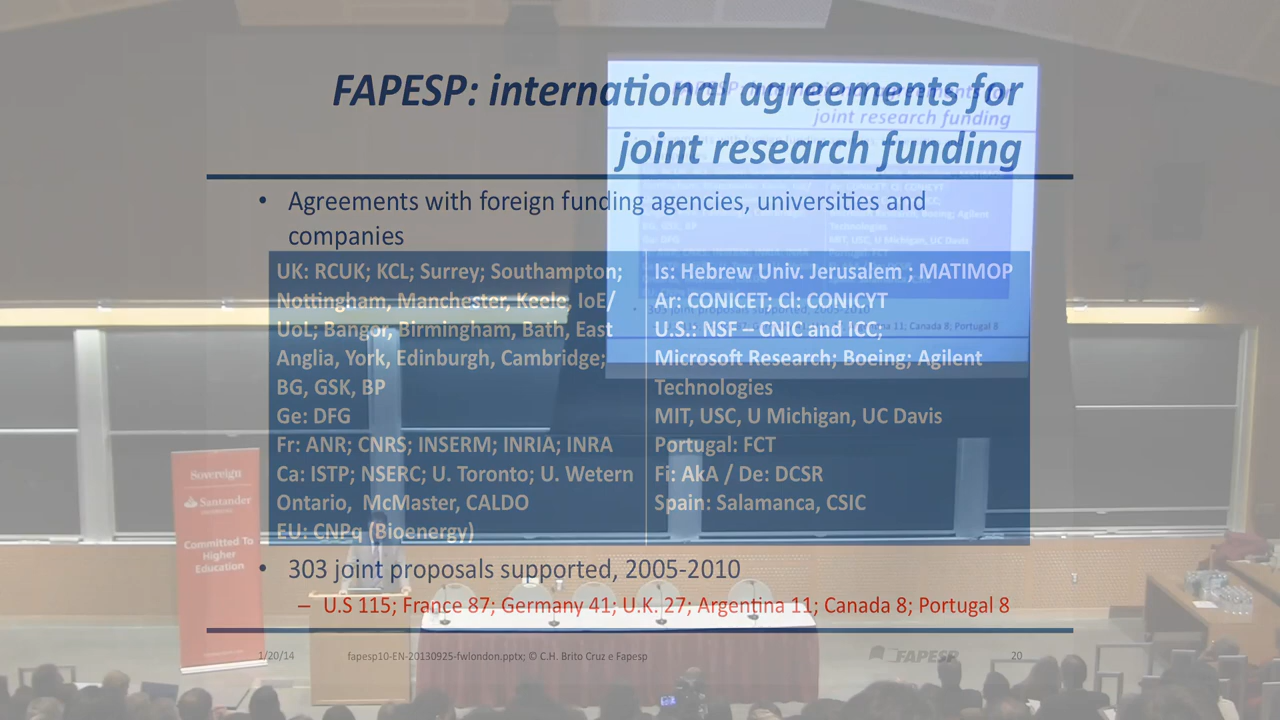 FAPESP: international agreements for
joint research funding
• Agreements with foreign funding agencies, universities and
companies
UK: RCUK; KCL; Surrey; Southampton;
Nottingham, Manchester, Keele, IoE/
UoL; Bangor, Birmingham, Bath, East
Anglia, York, Edinburgh, Cambridge;
BG, GSK, BP
Ge: DFG
Fr: ANR; CNRS; INSERM; INRIA; INRA
Ca: ISTP; NSERC; U. Toronto; U. Wetern
Ontario, McMaster, CALDO
EU: CNPq (Bioenergy)
Is: Hebrew Univ. Jerusalem ; MATIMOP
Ar: CONICET; Cl: CONICYT
U.S.: NSF – CNIC and ICC;
Microsoft Research; Boeing; Agilent
Technologies
MIT, USC, U Michigan, UC Davis
Portugal: FCT
Fi: AkA / De: DCSR
Spain: Salamanca, CSIC
• 303 joint proposals supported, 2005-2010
– U.S 115; France 87; Germany 41; U.K. 27; Argentina 11; Canada 8; Portugal 8
1/20/14
fapesp10-EN-20130925-fwlondon.pptx; © C.H. Brito Cruz e Fapesp
FAPESP
20
joint research funding
Sovereign
Santander
Committed To
Higher
Education